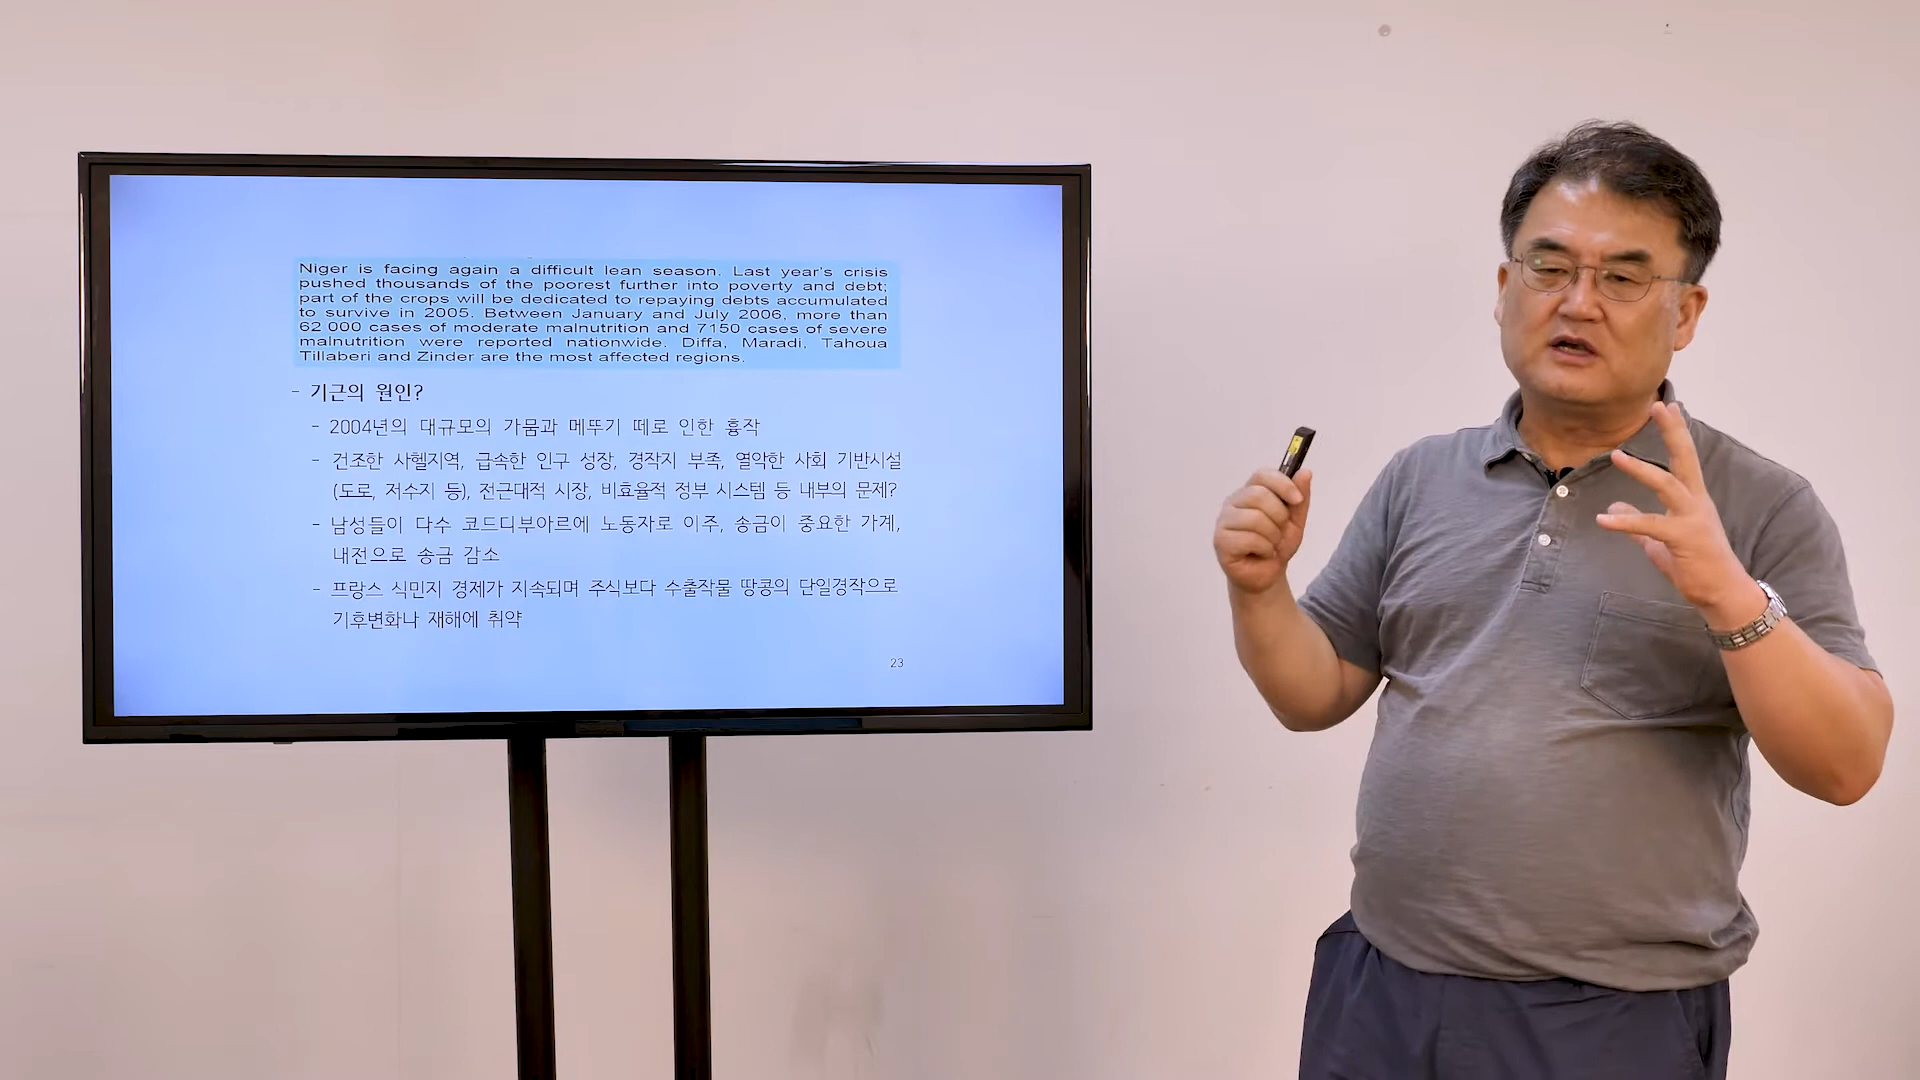 Niger is facing again a difficult lean season. Last year's crisis
pushed thousands of the poorest further into poverty and debt;
part of the crops will be dedicated to repaying debts accumulated
to survive in 2005. Between January and July 2006, more than
62 000 cases of moderate malnutrition and 7150 cases of severe
malnutrition were reported nationwide. Diffa, Maradi, Tahoua
Tillaberi and Zinder are the most affected regions.
- 기근의 원인?
- 2004년의 대규모의 가뭄과 메뚜기 떼로 인한 흉작
- 건조한 사헬지역, 급속한 인구 성장, 경작지 부족, 열악한 사회 기반시설
(도로, 저수지 등), 전근대적 시장, 비효율적 정부 시스템 등 내부의 문제?
- 남성들이 다수 코드디부아르에 노동자로 이주, 송금이 중요한 가계,
내전으로 송금 감소
- 프랑스 식민지 경제가 지속되며 주식보다 수출작물 땅콩의 단일경작으로
기후변화나 재해에 취약
23